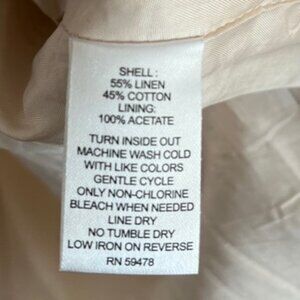 SHELL :
55% LINEN
45% COTTON
LINING:
100% ACETATE
TURN INSIDE OUT
MACHINE WASH COLD
WITH LIKE COLORS
GENTLE CYCLE
ONLY NON-CHLORINE
BLEACH WHEN NEEDED
LINE DRY
NO TUMBLE DRY
LOW IRON ON REVERSE
RN 59478